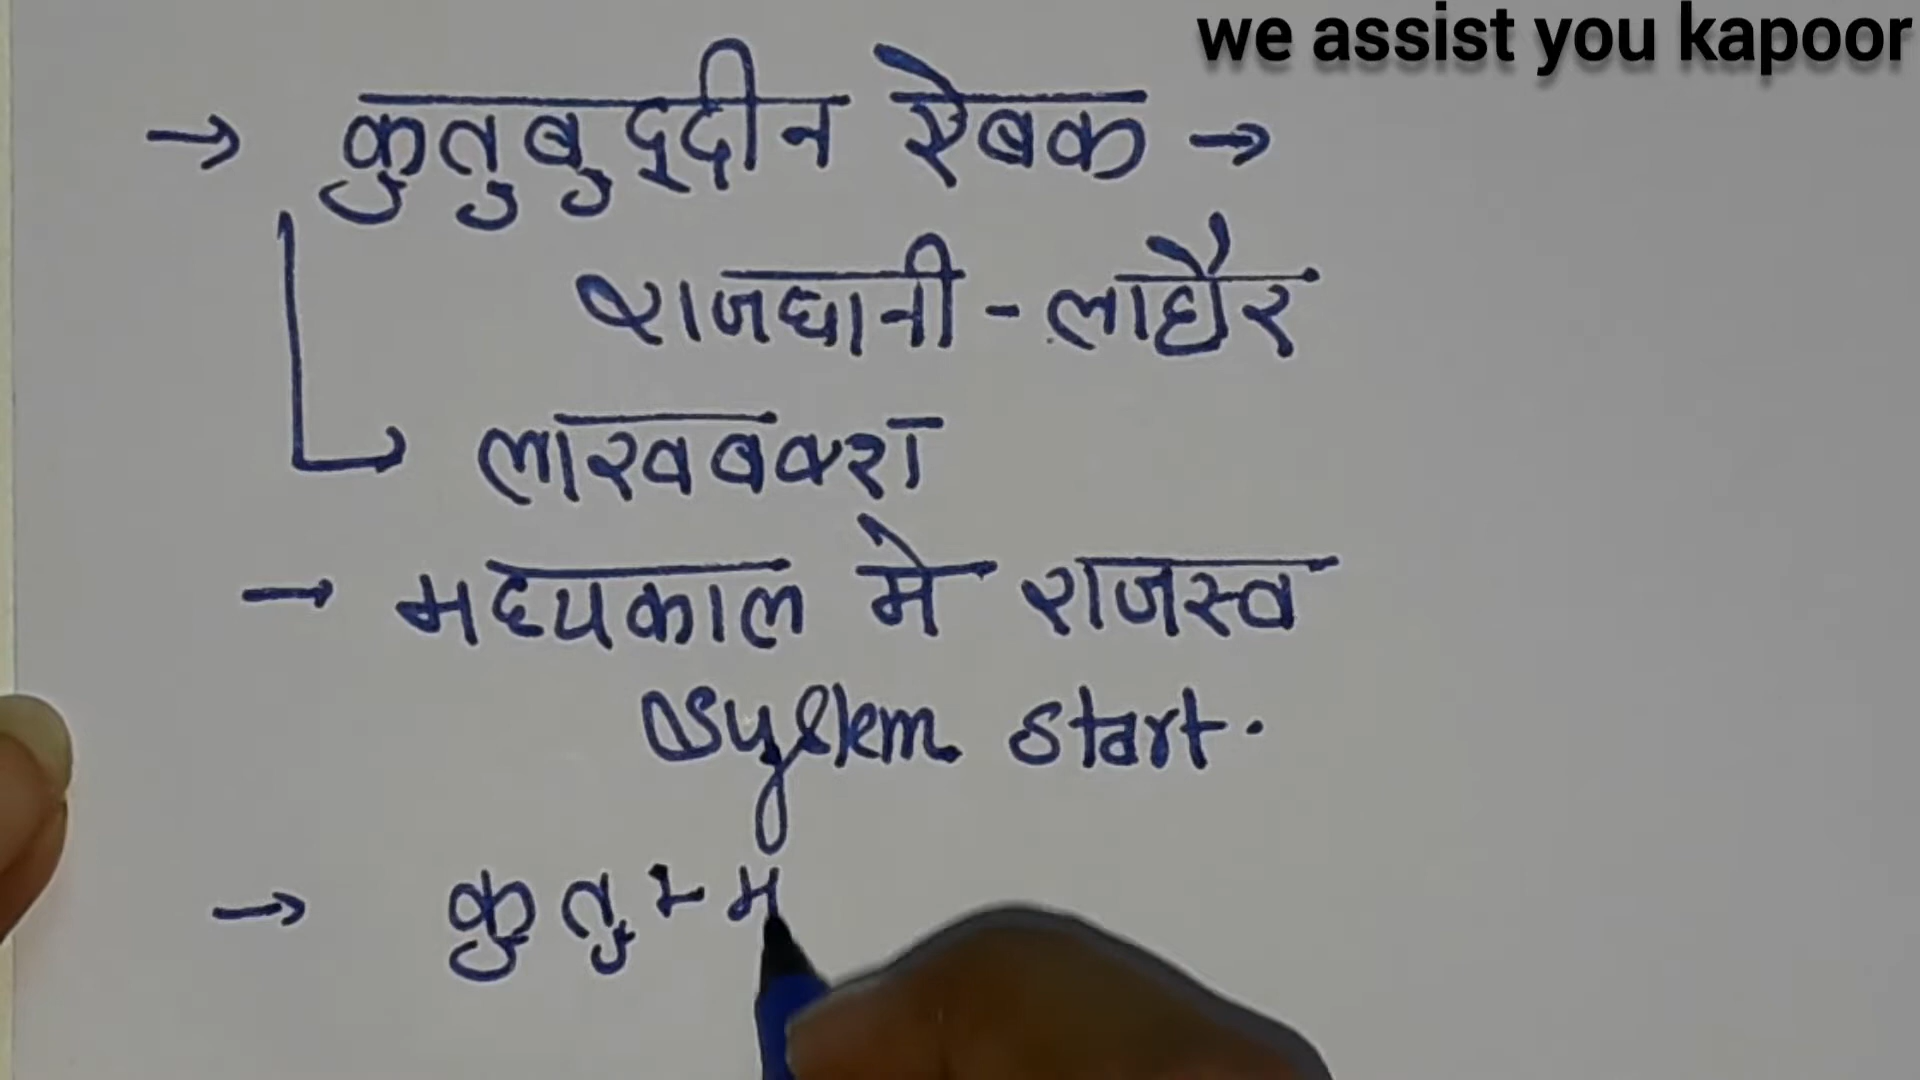 we assist you kapoor
→ कुतुबुद्दीन ऐबक →
राजधानी - लाहौर
लाखबक्श
→ मध्यकाल मे राजस्व
System start.
→ कुतु